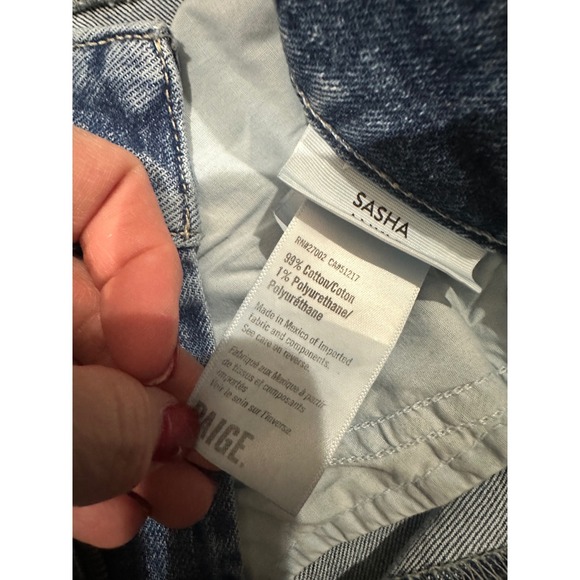 SASHA
RN#27002 CA#51217
99% Cotton/Coton
1% Polyurethane/
Polyuréthane
Made in Mexico of Imported
fabric and components.
See care on reverse.
Fabriqué aux Mexique à partir
de tissus et composants
importés
Voir le soin sur l'inverse.
PAIGE.